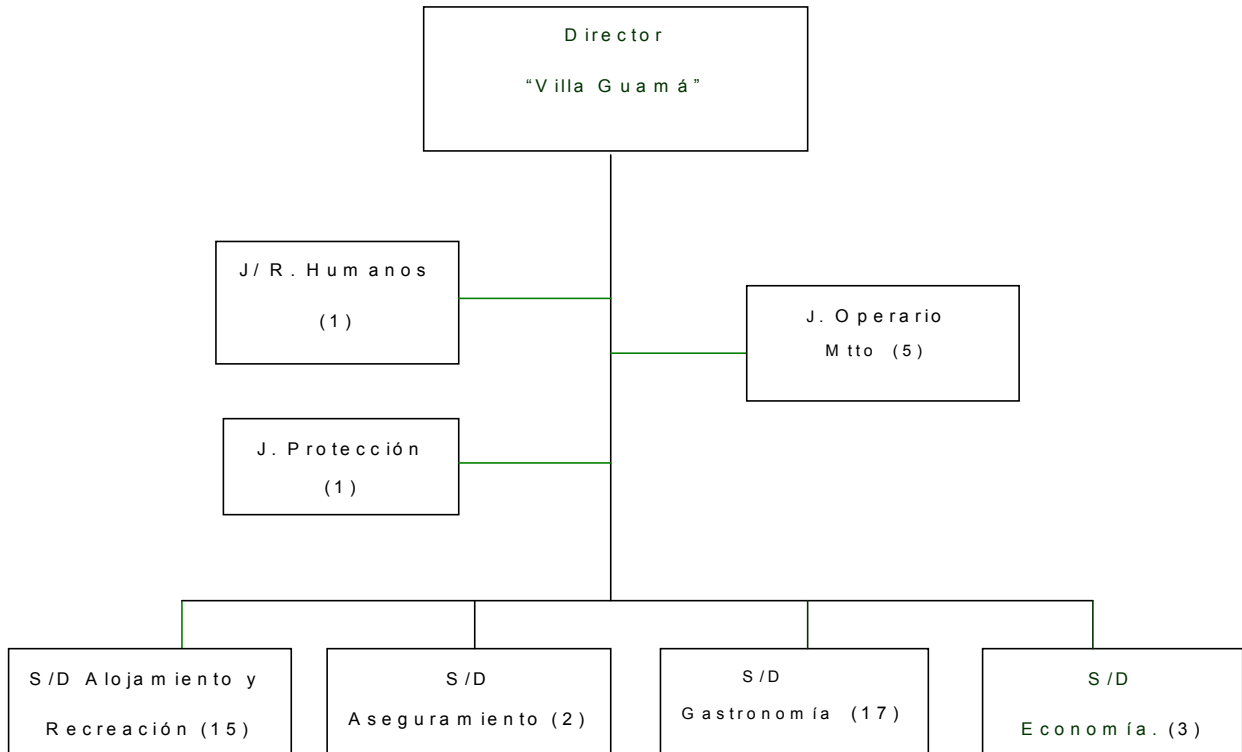 Director
“Villa Guamá”
J/ R. Humanos
(1)
J. Operario
Mtto (5)
J. Protección
(1)
S/D Alojamiento y
Recreación (15)
S/D
Aseguramiento (2)
S/D
Gastronomía (17)
S/D
Economía. (3)